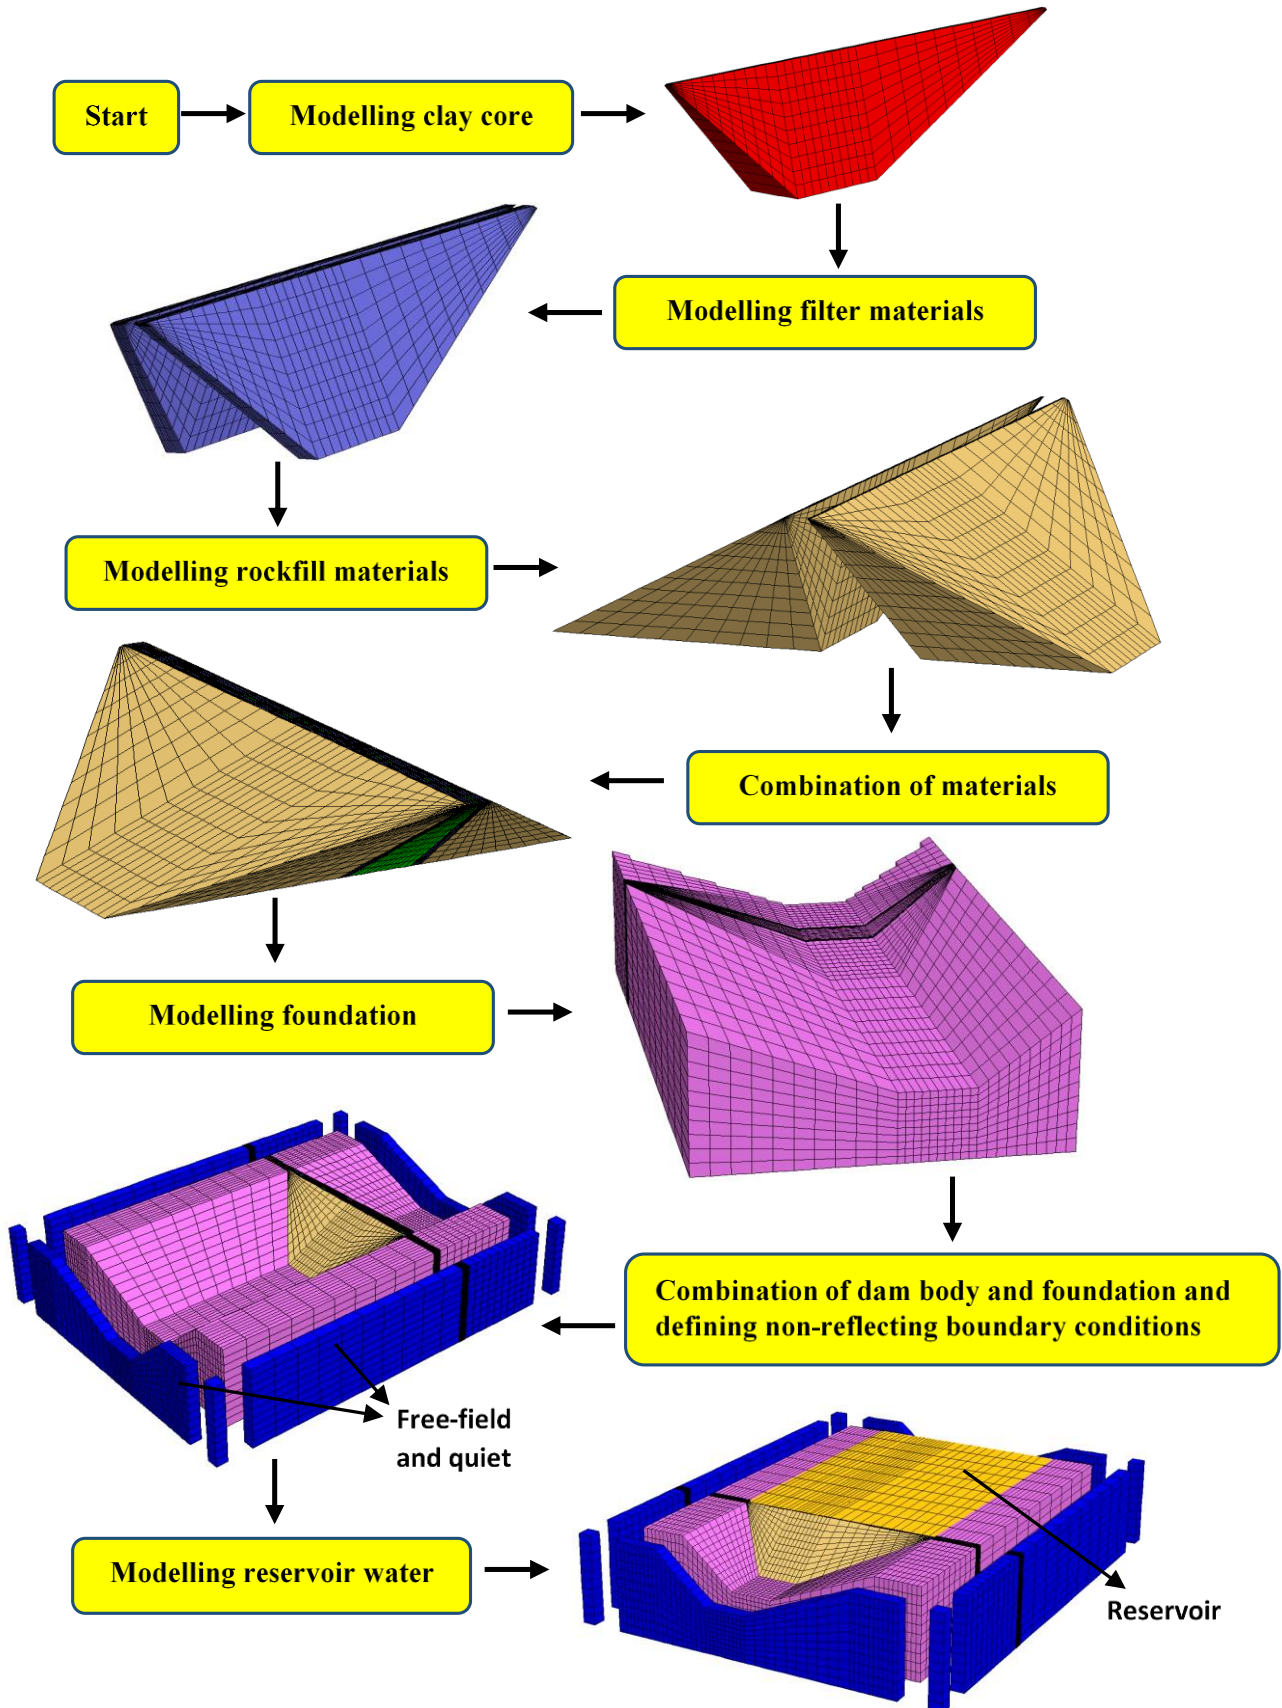 Start
Modelling clay core
Modelling filter materials
Modelling rockfill materials
Combination of materials
Modelling foundation
Combination of dam body and foundation and
defining non-reflecting boundary conditions
Free-field
and quiet
Modelling reservoir water
Reservoir